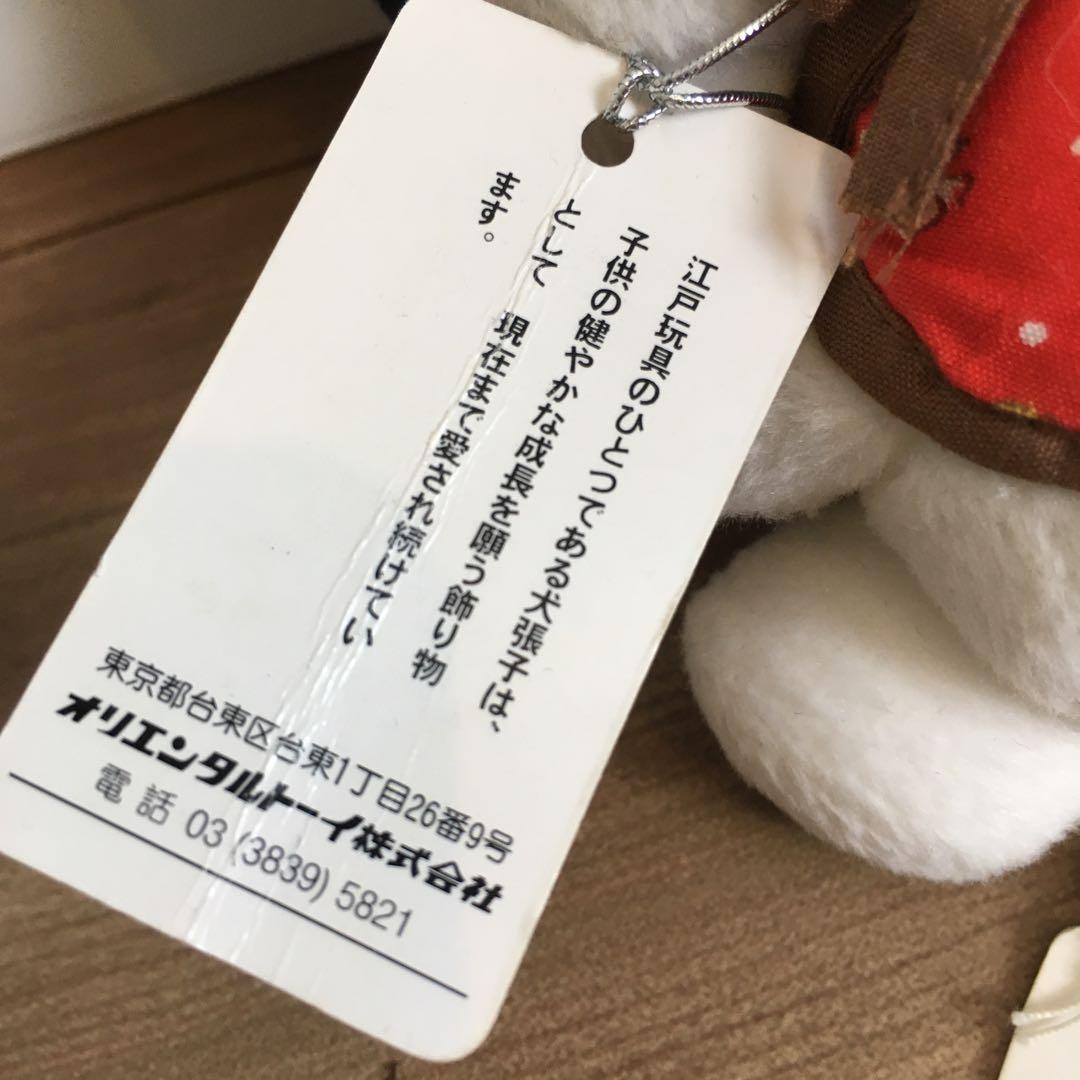 江戸玩具のひとつである犬張子は、
子供の健やかな成長を願う飾り物
として 現在まで愛され続けてい
ます。
東京都台東区台東1丁目26番9号
オリエンタルトーイ株式会社
電話 03 (3839) 5821